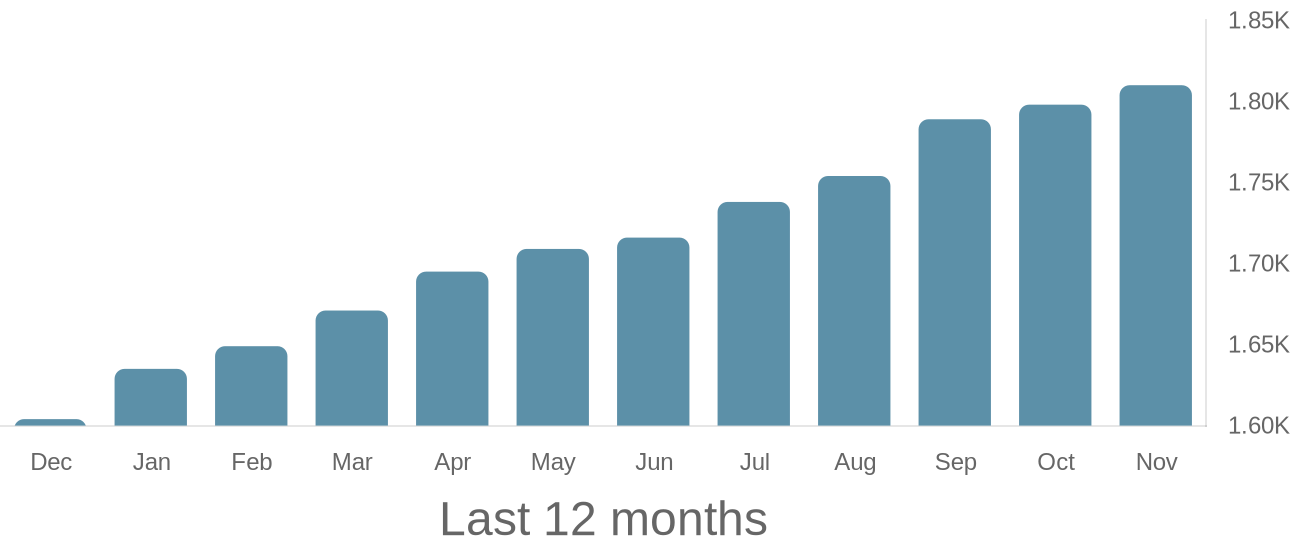 1.85K
1.80K
1.75K
1.70K
1.65K
1.60K
Dec Jan Feb Mar Apr May Jun Jul Aug Sep Oct Nov
Last 12 months